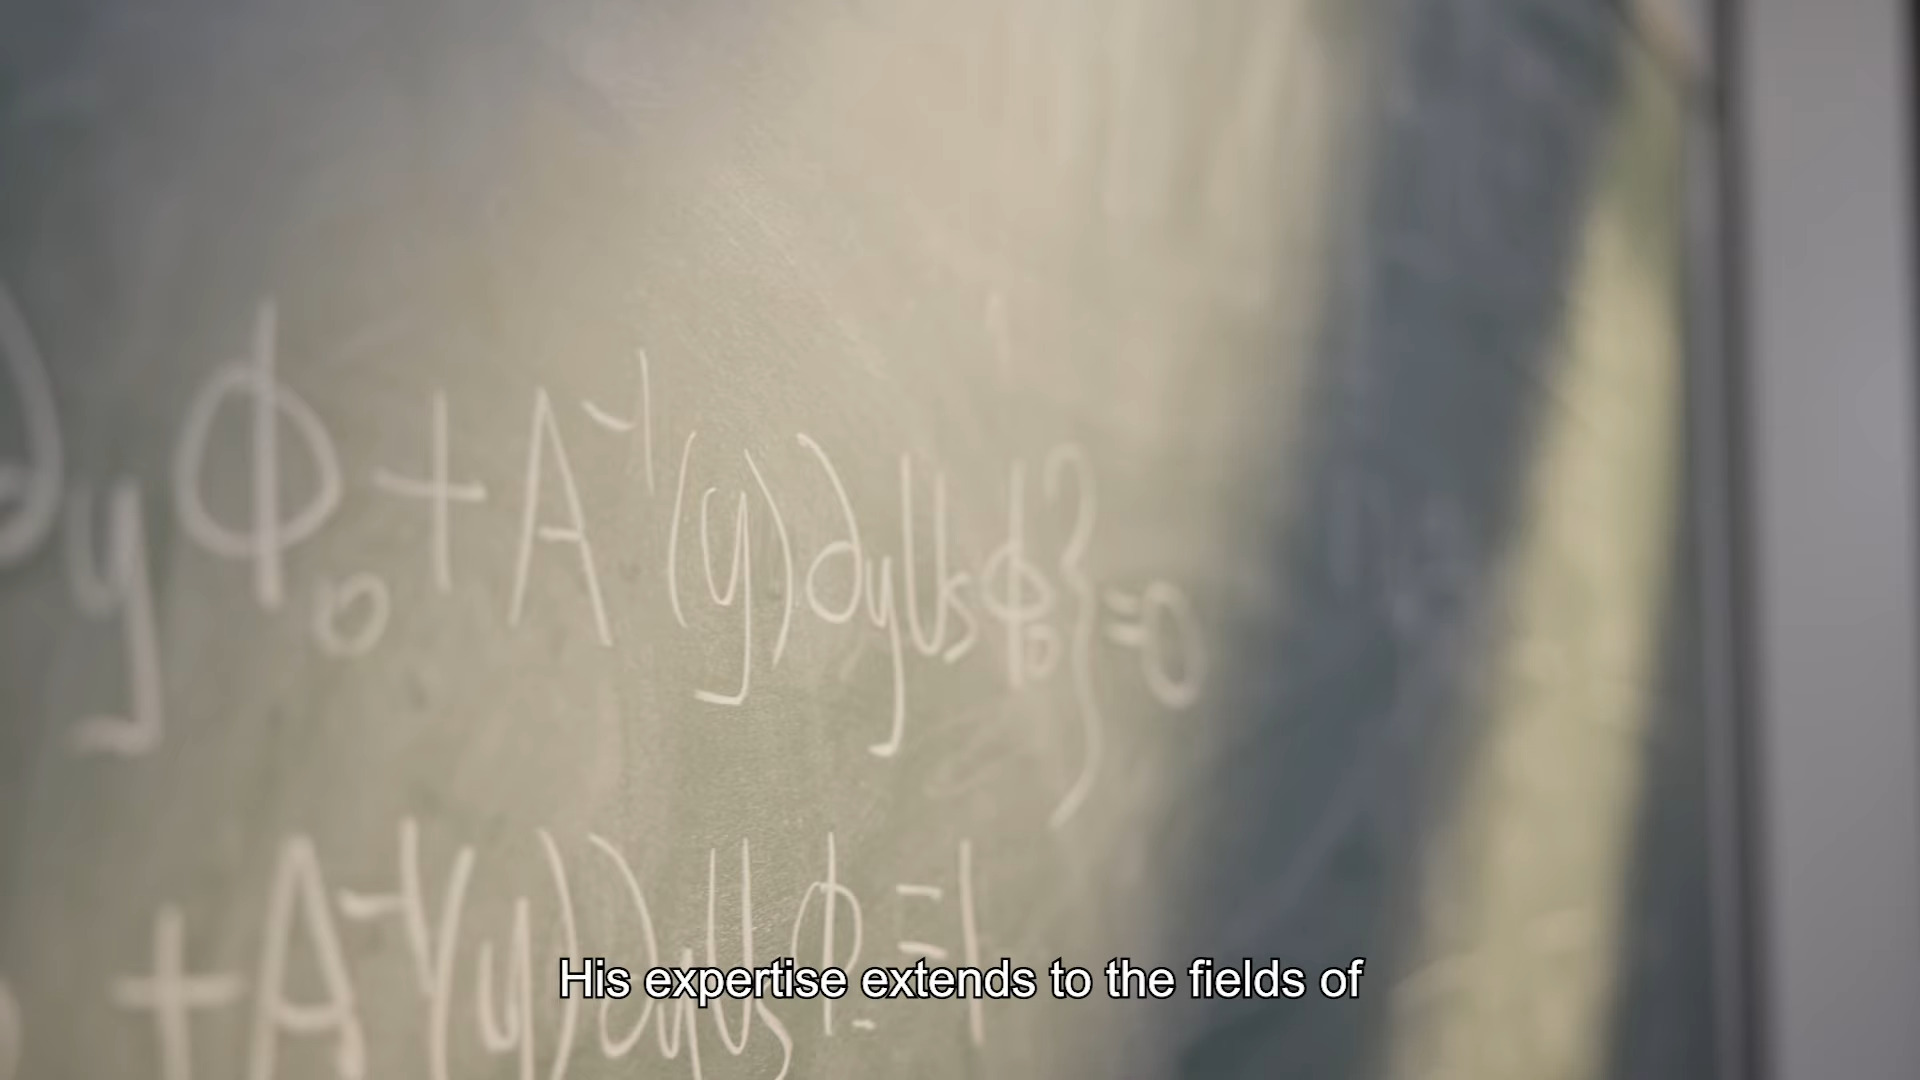 ∂yϕ₀ + A⁻¹(y)∂yUsϕ₀} = 0
+ A⁻¹(y)∂yUsϕ₋ = 1
His expertise extends to the fields of